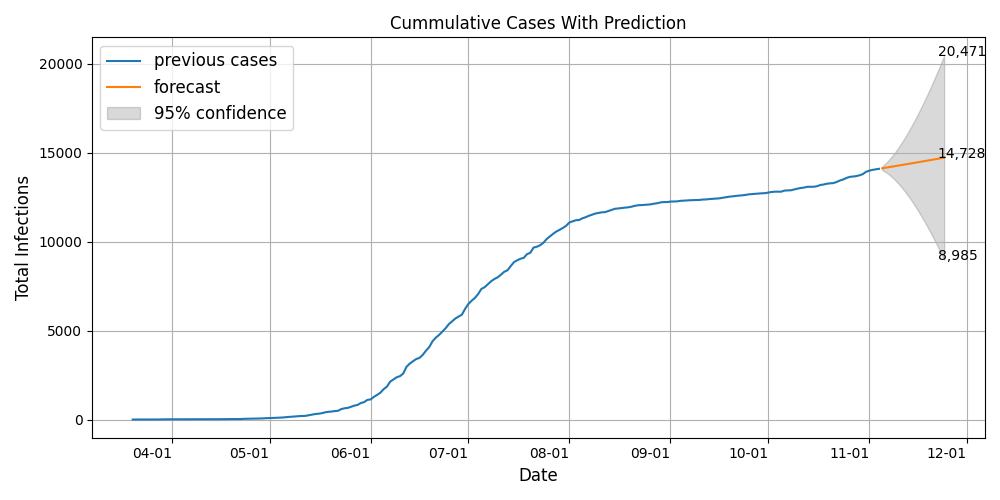 Cummulative Cases With Prediction
previous cases
forecast
95% confidence
20,471
14,728
8,985
20000
15000
10000
5000
0
Total Infections
04-01 05-01 06-01 07-01 08-01 09-01 10-01 11-01 12-01
Date